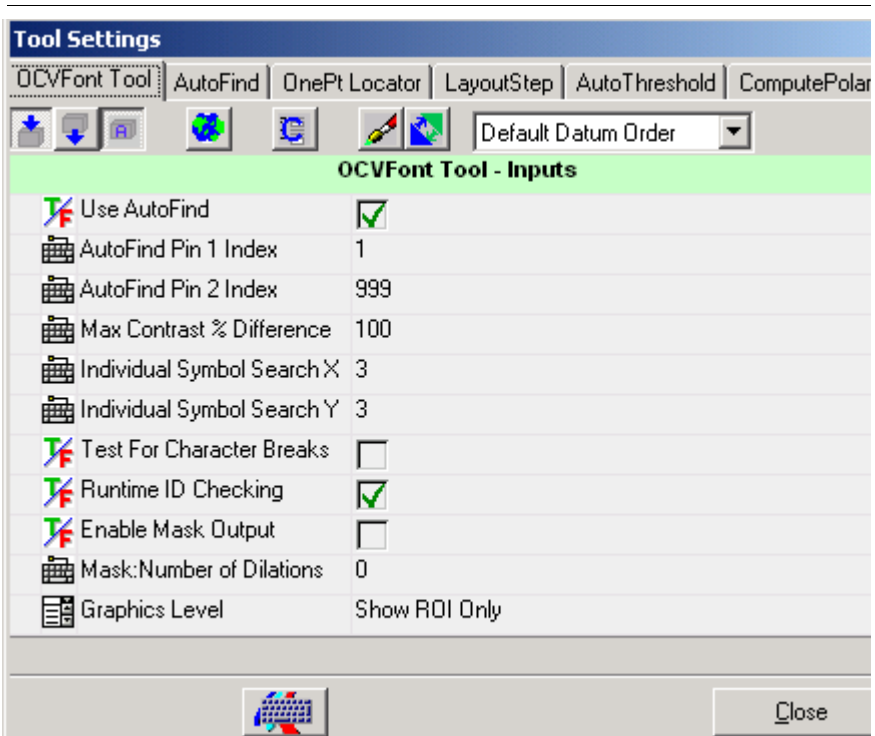 Tool Settings
OCVFont Tool AutoFind OnePt Locator LayoutStep AutoThreshold ComputePolar
A C Default Datum Order
OCVFont Tool - Inputs
T/F Use AutoFind
AutoFind Pin 1 Index 1
AutoFind Pin 2 Index 999
Max Contrast % Difference 100
Individual Symbol Search X 3
Individual Symbol Search Y 3
T/F Test For Character Breaks
T/F Runtime ID Checking
T/F Enable Mask Output
Mask:Number of Dilations 0
Graphics Level Show ROI Only
Close